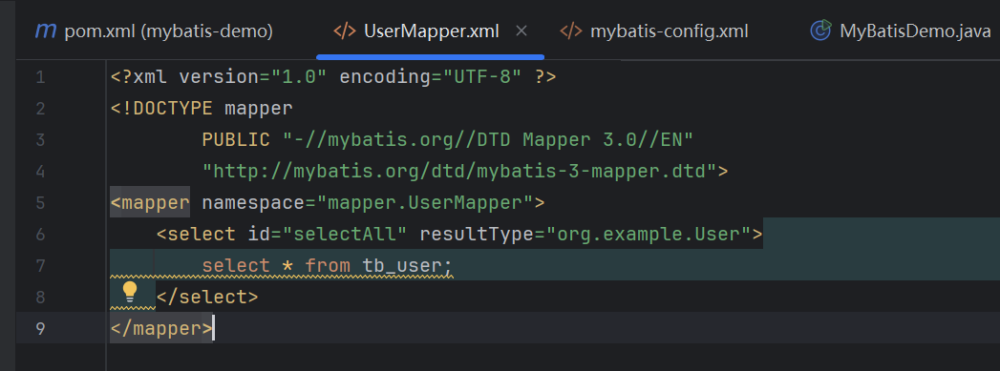 m pom.xml (mybatis-demo) </> UserMapper.xml × </> mybatis-config.xml © MyBatisDemo.java
1 <?xml version="1.0" encoding="UTF-8" ?>
2 <!DOCTYPE mapper
3 PUBLIC "-//mybatis.org//DTD Mapper 3.0//EN"
4 "http://mybatis.org/dtd/mybatis-3-mapper.dtd">
5 <mapper namespace="mapper.UserMapper">
6 <select id="selectAll" resultType="org.example.User">
7 select * from tb_user;
8 </select>
9 </mapper>